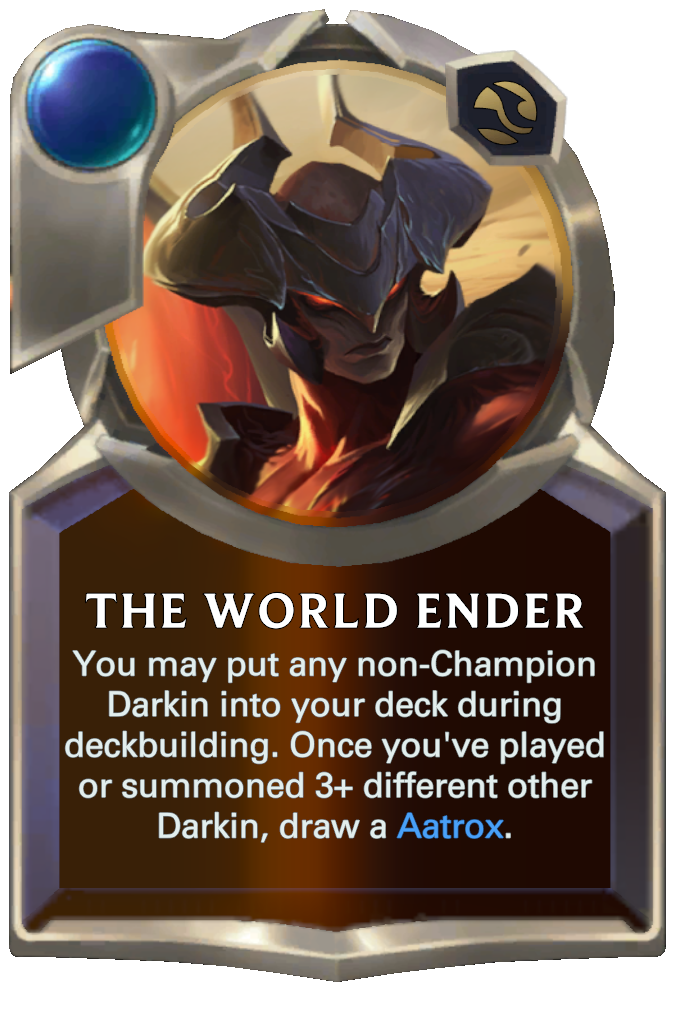 THE WORLD ENDER
You may put any non-Champion
Darkin into your deck during
deckbuilding. Once you've played
or summoned 3+ different other
Darkin, draw a Aatrox.